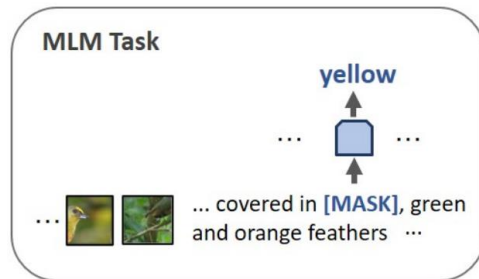 MLM Task
yellow
... ...
... ... covered in [MASK], green
and orange feathers ...